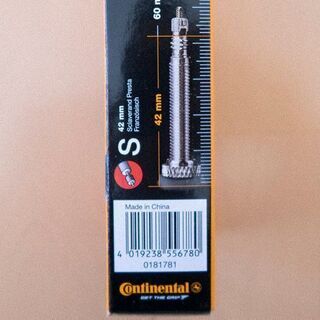 60 m
42 mm
S
42 mm
Sclaverand Presta
Französisch
Made in China
4 019238 556780
0181781
Continental
GET THE GRIP